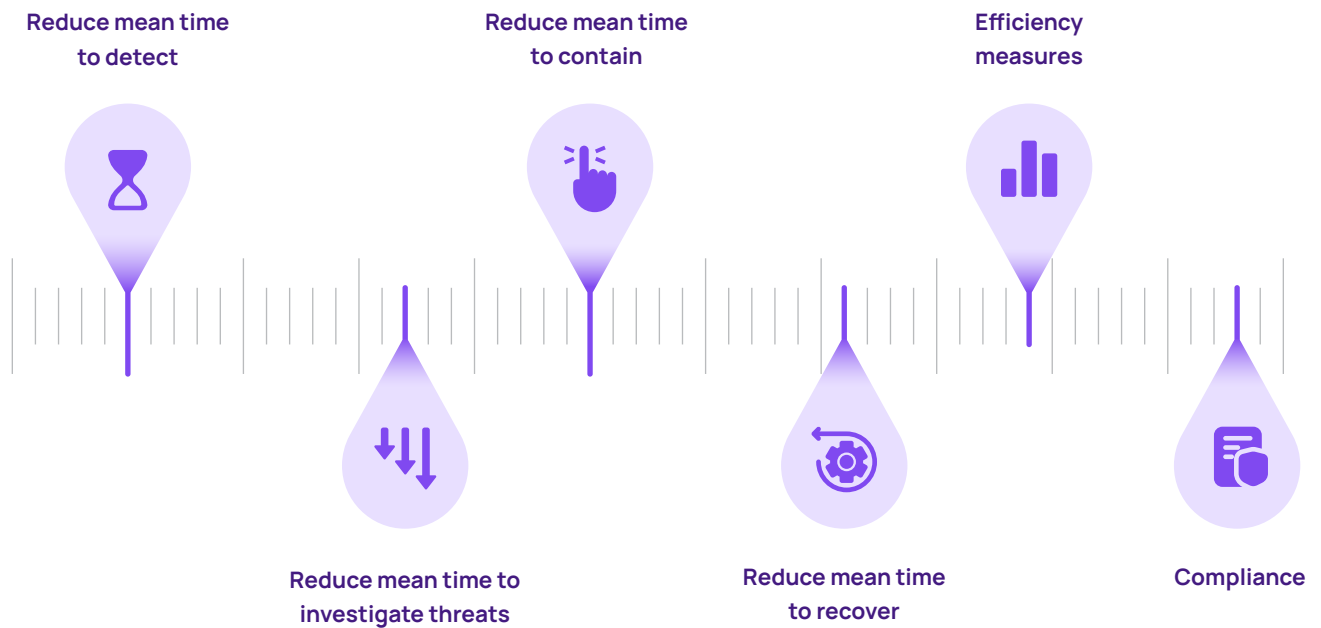 Reduce mean time
to detect
Reduce mean time to
investigate threats
Reduce mean time
to contain
Reduce mean time
to recover
Efficiency
measures
Compliance